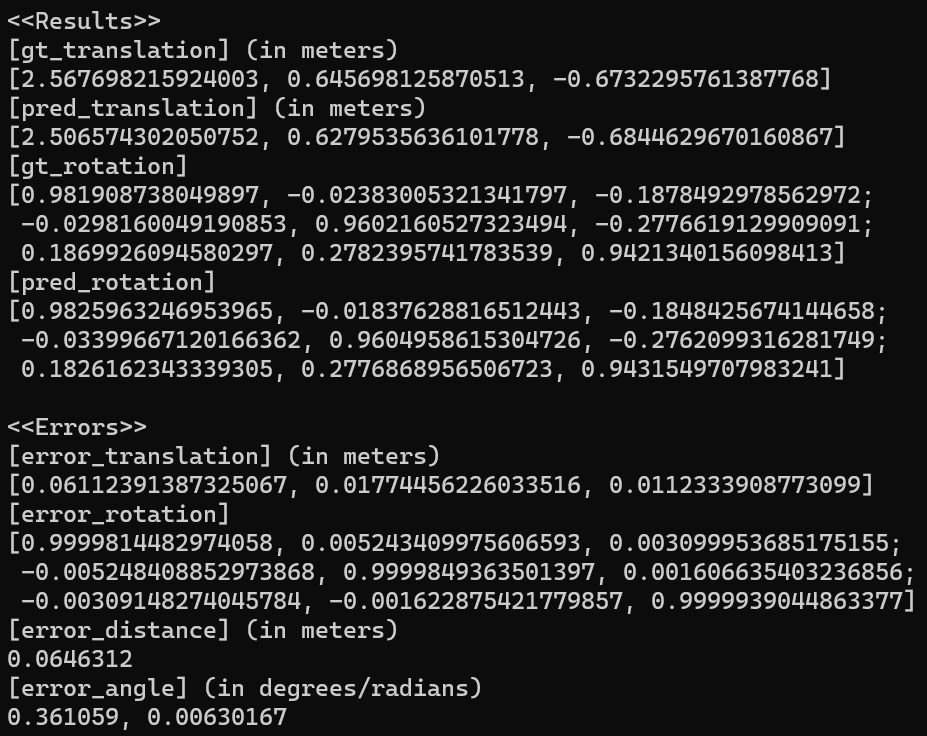 <<Results>>
[gt_translation] (in meters)
[2.567698215924003, 0.645698125870513, -0.6732295761387768]
[pred_translation] (in meters)
[2.506574302050752, 0.6279535636101778, -0.6844629670160867]
[gt_rotation]
[0.981908738049897, -0.02383005321341797, -0.1878492978562972;
 -0.02981600491908​53, 0.9602160527323494, -0.2776619129909091;
 0.1869926094580297, 0.2782395741783539, 0.9421340156098413]
[pred_rotation]
[0.9825963246953965, -0.01837628816512443, -0.1848425674144658;
 -0.03399667120166362, 0.9604958615304726, -0.2762099316281749;
 0.1826162343339305, 0.2776868956506723, 0.9431549707983241]

<<Errors>>
[error_translation] (in meters)
[0.06112391387325067, 0.01774456226033516, 0.0112333908773099]
[error_rotation]
[0.9999814482974058, 0.005243409975606593, 0.003099953685175155;
 -0.005248408852973868, 0.9999849363501397, 0.001606635403236856;
 -0.00309148274045784, -0.001622875421779857, 0.9999939044863377]
[error_distance] (in meters)
0.0646312
[error_angle] (in degrees/radians)
0.361059, 0.00630167